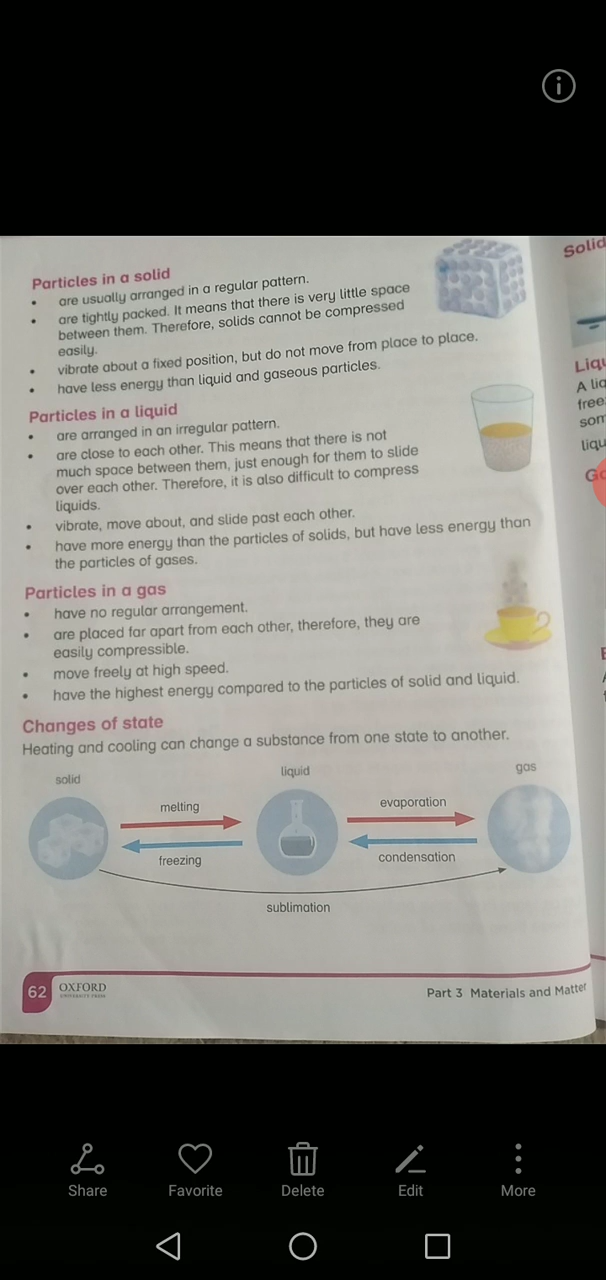 Particles in a solid
• are usually arranged in a regular pattern.
• are tightly packed. It means that there is very little space
between them. Therefore, solids cannot be compressed
easily.
• vibrate about a fixed position, but do not move from place to place.
• have less energy than liquid and gaseous particles.
Particles in a liquid
• are arranged in an irregular pattern.
• are close to each other. This means that there is not
much space between them, just enough for them to slide
over each other. Therefore, it is also difficult to compress
liquids.
• vibrate, move about, and slide past each other.
• have more energy than the particles of solids, but have less energy than
the particles of gases.
Particles in a gas
• have no regular arrangement.
• are placed far apart from each other, therefore, they are
easily compressible.
• move freely at high speed.
• have the highest energy compared to the particles of solid and liquid.
Changes of state
Heating and cooling can change a substance from one state to another.
solid
liquid
gas
melting
evaporation
freezing
condensation
sublimation
62
OXFORD
UNIVERSITY PRESS
Part 3 Materials and Matter
Solid
A liq
free
som
liqu
Share
Favorite
Delete
Edit
More